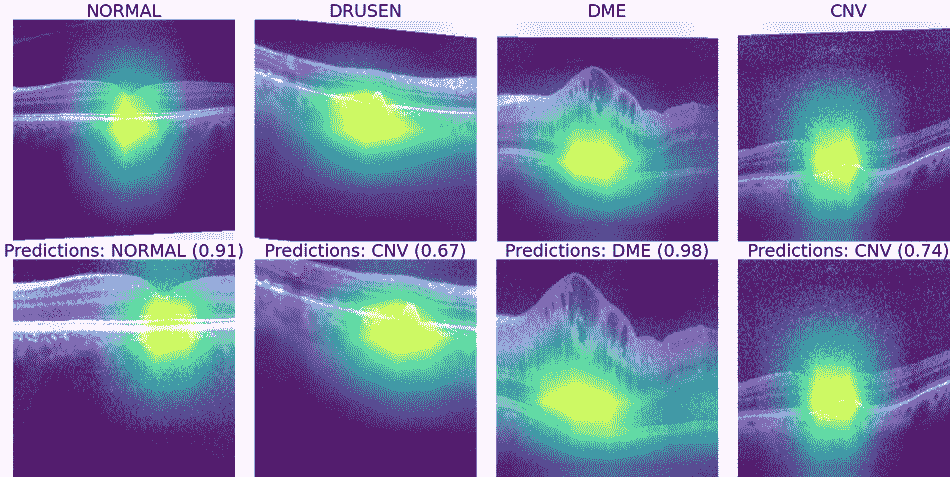 NORMAL
DRUSEN
DME
CNV
Predictions: NORMAL (0.91)
Predictions: CNV (0.67)
Predictions: DME (0.98)
Predictions: CNV (0.74)